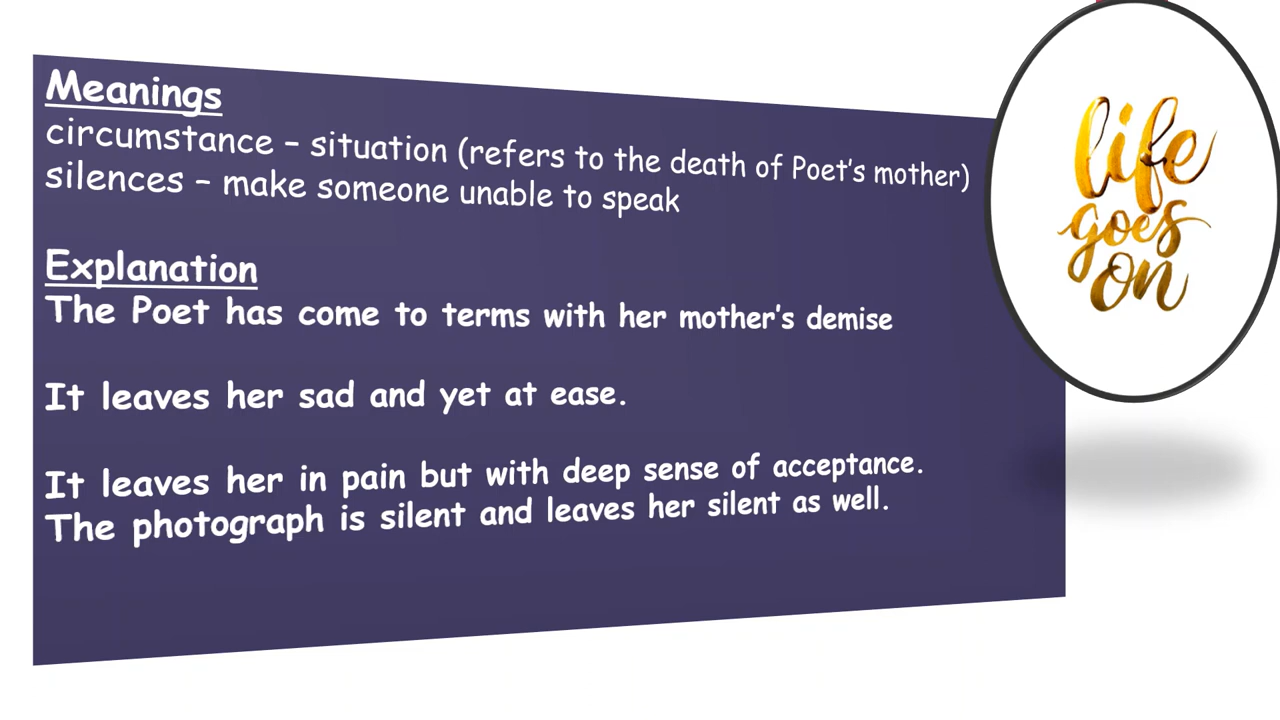 Meanings
circumstance – situation (refers to the death of Poet's mother)
silences – make someone unable to speak
Explanation
The Poet has come to terms with her mother's demise
It leaves her sad and yet at ease.
It leaves her in pain but with deep sense of acceptance.
The photograph is silent and leaves her silent as well.
life
goes
on